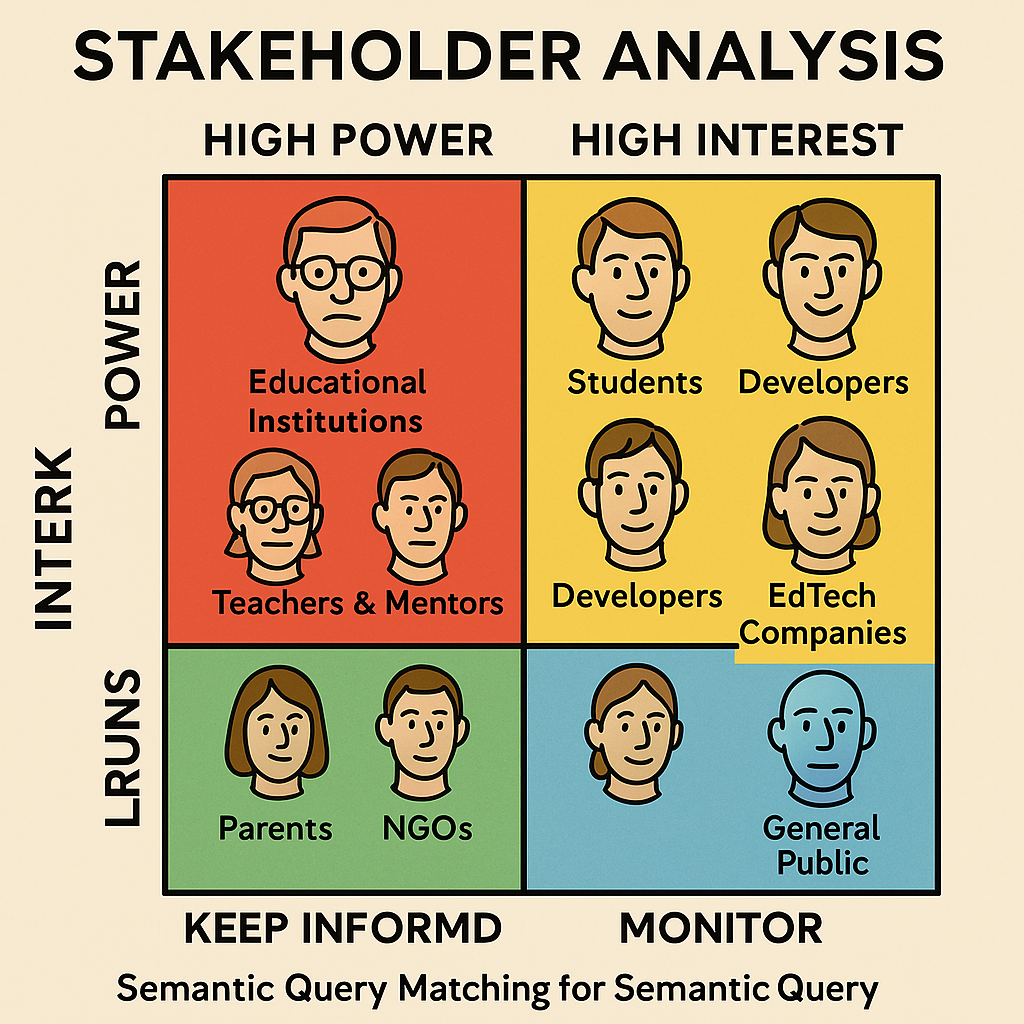 STAKEHOLDER ANALYSIS
HIGH POWER
HIGH INTEREST
INTERK
POWER
LRUNS
Educational
Institutions
Teachers & Mentors
Students
Developers
Developers
EdTech
Companies
Parents
NGOs
General
Public
KEEP INFORMD
MONITOR
Semantic Query Matching for Semantic Query